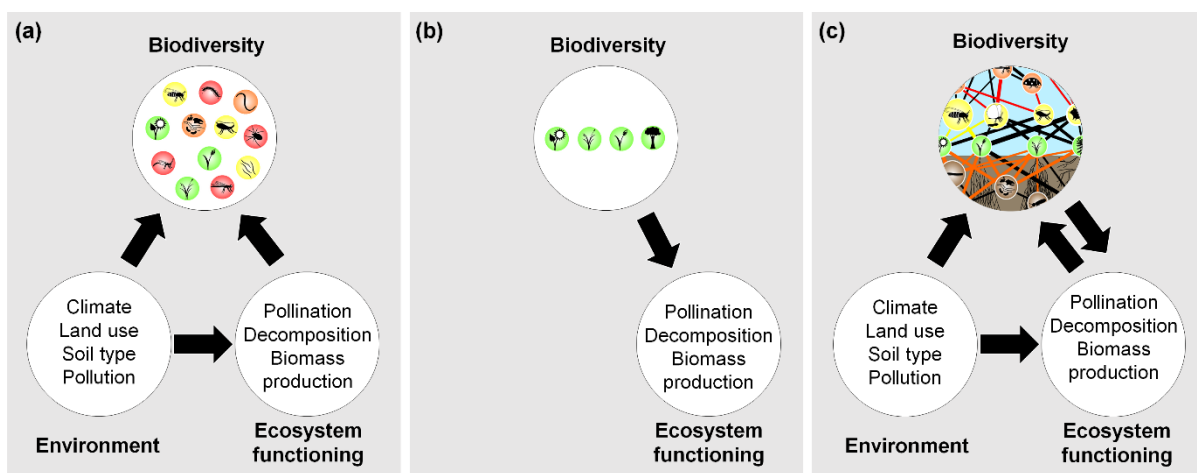 (a)
Biodiversity
Climate
Land use
Soil type
Pollution
Environment
Pollination
Decomposition
Biomass
production
Ecosystem
functioning
(b)
Biodiversity
Pollination
Decomposition
Biomass
production
Ecosystem
functioning
(c)
Biodiversity
Climate
Land use
Soil type
Pollution
Environment
Pollination
Decomposition
Biomass
production
Ecosystem
functioning